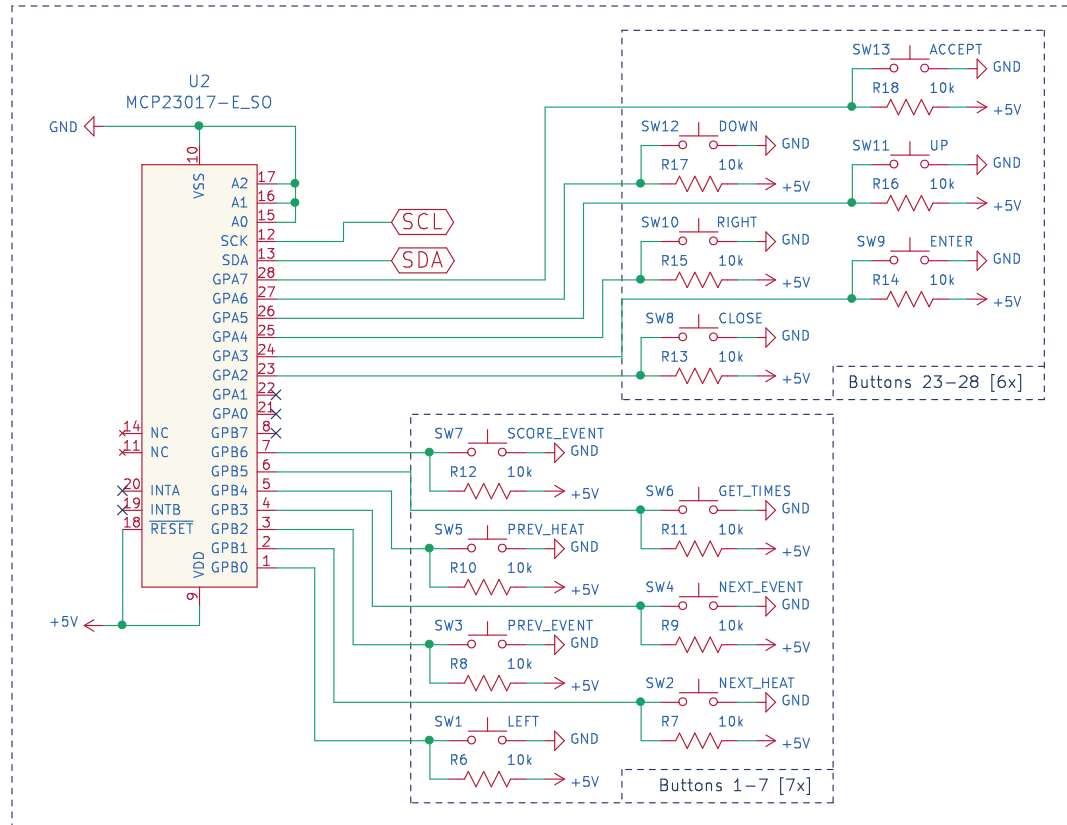 U2
MCP23017-E_SO
GND
10
VSS
A2 17
A1 16
A0 15
SCK 12
SDA 13
GPA7 28
GPA6 27
GPA5 26
GPA4 25
GPA3 24
GPA2 23
GPA1 22
GPA0 21
GPB7 8
GPB6 7
GPB5 6
GPB4 5
GPB3 4
GPB2 3
GPB1 2
GPB0 1
14 NC
11 NC
20 INTA
19 INTB
18 RESET
VDD
9
+5V
SCL
SDA
SW13 ACCEPT
GND
R18 10k
+5V
SW12 DOWN
GND
R17 10k
+5V
SW11 UP
GND
R16 10k
+5V
SW10 RIGHT
GND
R15 10k
+5V
SW9 ENTER
GND
R14 10k
+5V
SW8 CLOSE
GND
R13 10k
+5V
Buttons 23-28 [6x]
SW7 SCORE_EVENT
GND
R12 10k
+5V
SW6 GET_TIMES
GND
R11 10k
+5V
SW5 PREV_HEAT
GND
R10 10k
+5V
SW4 NEXT_EVENT
GND
R9 10k
+5V
SW3 PREV_EVENT
GND
R8 10k
+5V
SW2 NEXT_HEAT
GND
R7 10k
+5V
SW1 LEFT
GND
R6 10k
+5V
Buttons 1-7 [7x]